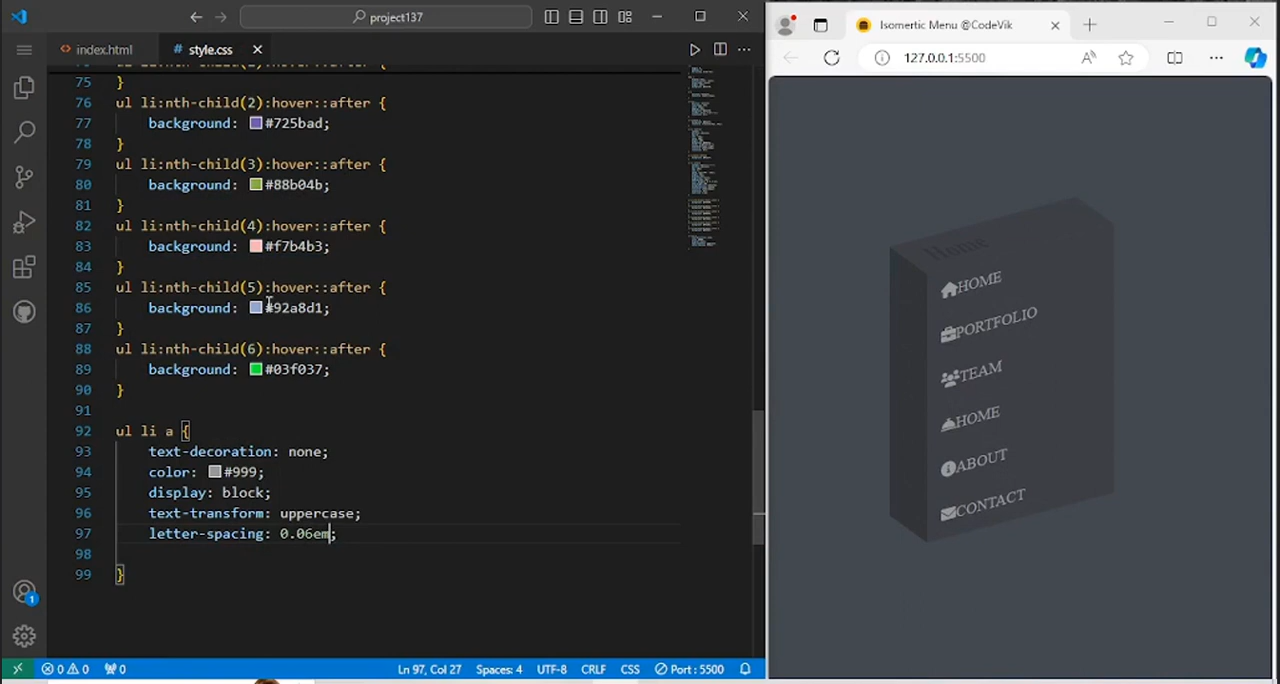 project137
index.html
# style.css
75 }
76 ul li:nth-child(2):hover::after {
77 background: #725bad;
78 }
79 ul li:nth-child(3):hover::after {
80 background: #88b04b;
81 }
82 ul li:nth-child(4):hover::after {
83 background: #f7b4b3;
84 }
85 ul li:nth-child(5):hover::after {
86 background: #92a8d1;
87 }
88 ul li:nth-child(6):hover::after {
89 background: #03f037;
90 }
91
92 ul li a {
93 text-decoration: none;
94 color: #999;
95 display: block;
96 text-transform: uppercase;
97 letter-spacing: 0.06em;
98
99 }
1
0 0 0
Ln 97, Col 27
Spaces: 4
UTF-8
CRLF
CSS
Port : 5500
Isomertic Menu @CodeVik
127.0.0.1:5500
Home
HOME
PORTFOLIO
TEAM
HOME
ABOUT
CONTACT